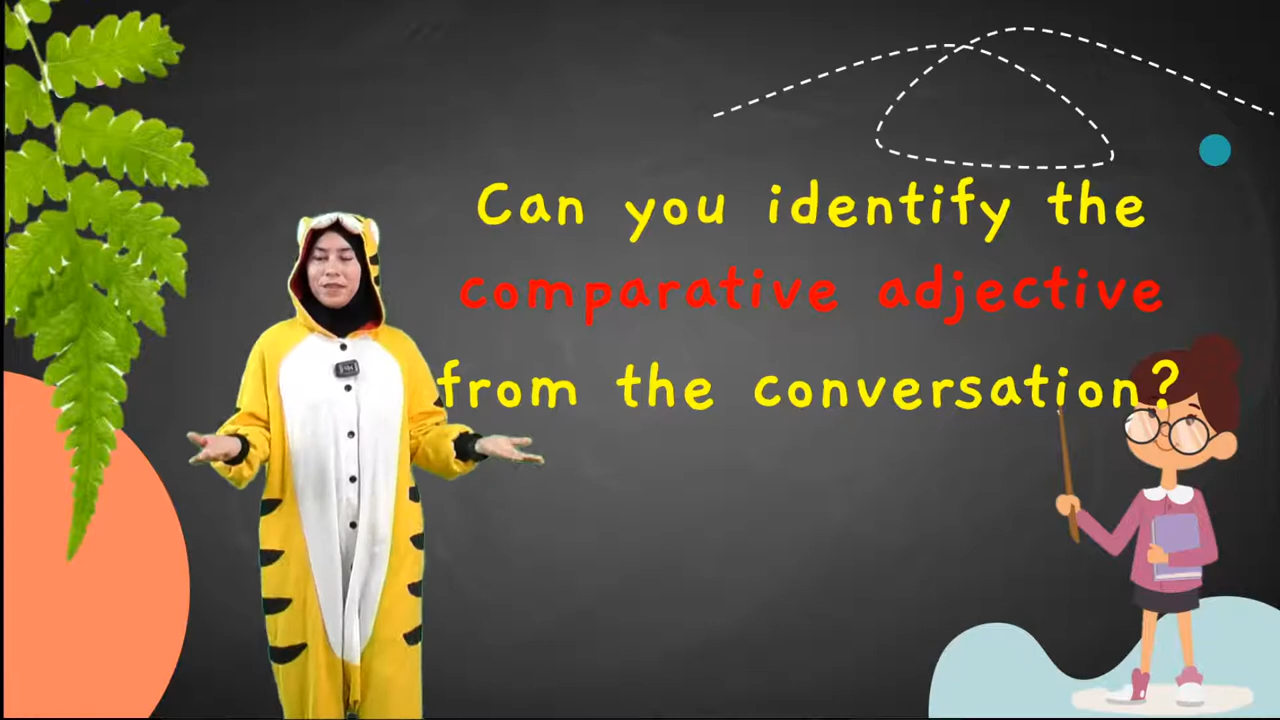 Can you identify the
comparative adjective
from the conversation?